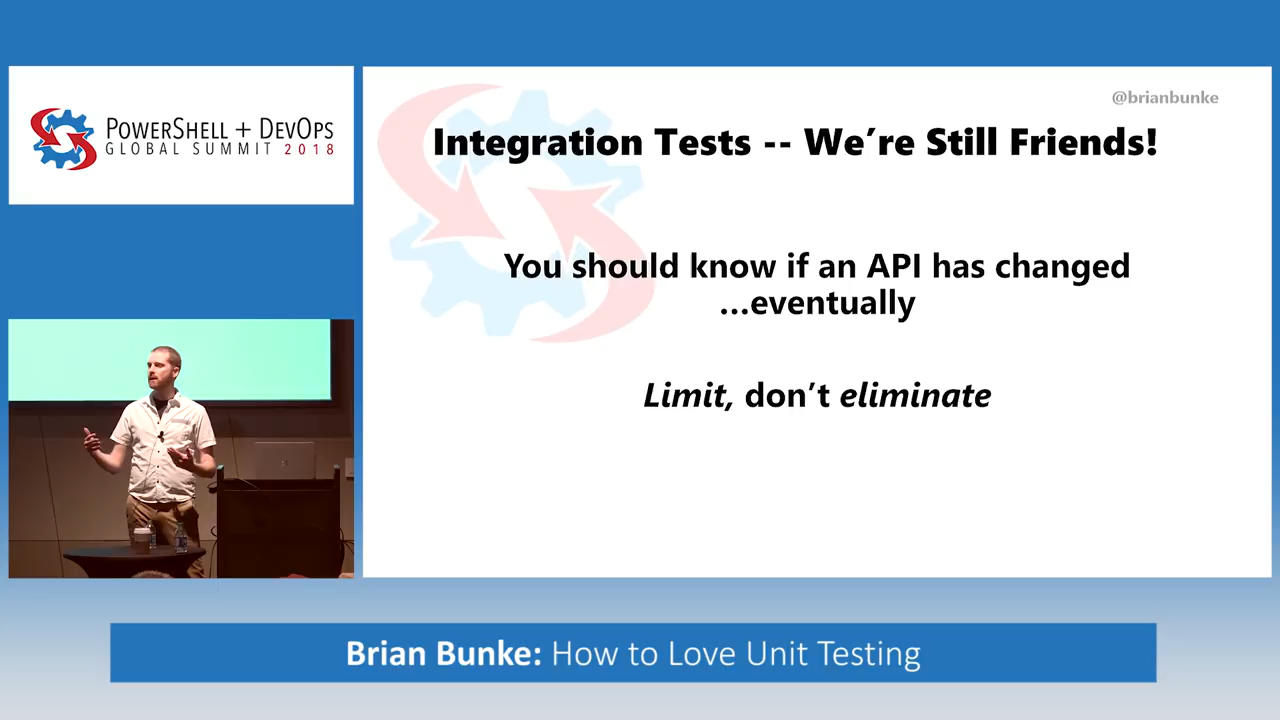 POWERSHELL + DEVOPS
GLOBAL SUMMIT 2018
@brianbunke
Integration Tests -- We're Still Friends!
You should know if an API has changed
...eventually
Limit, don't eliminate
Brian Bunke: How to Love Unit Testing